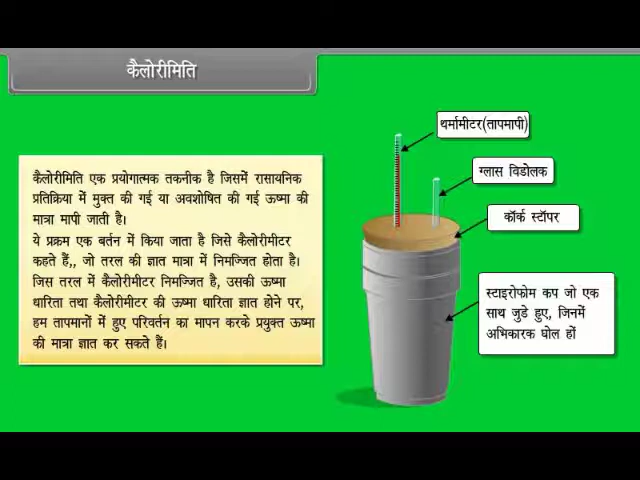 कैलोरीमिति
कैलोरीमिति एक प्रयोगात्मक तकनीक है जिसमें रासायनिक
प्रतिक्रिया में मुक्त की गई या अवशोषित की गई ऊष्मा की
मात्रा मापी जाती है।
ये प्रक्रम एक बर्तन में किया जाता है जिसे कैलोरीमीटर
कहते हैं,, जो तरल की ज्ञात मात्रा में निमज्जित होता है।
जिस तरल में कैलोरीमीटर निमज्जित है, उसकी ऊष्मा
धारिता तथा कैलोरीमीटर की ऊष्मा धारिता ज्ञात होने पर,
हम तापमानों में हुए परिवर्तन का मापन करके प्रयुक्त ऊष्मा
की मात्रा ज्ञात कर सकते हैं।
थर्मामीटर(तापमापी)
ग्लास विडोलक
कॉर्क स्टॉपर
स्टाइरोफोम कप जो एक
साथ जुडे हुए, जिनमें
अभिकारक घोल हों